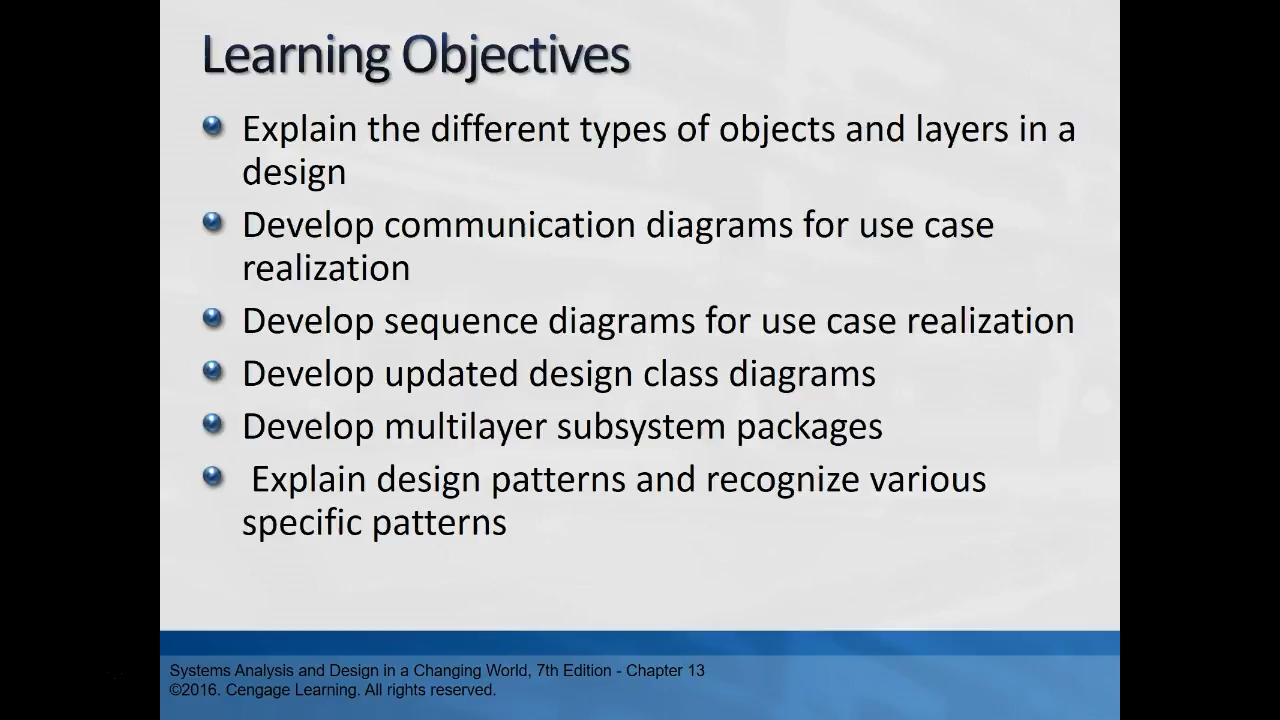 Learning Objectives
Explain the different types of objects and layers in a
design
Develop communication diagrams for use case
realization
Develop sequence diagrams for use case realization
Develop updated design class diagrams
Develop multilayer subsystem packages
Explain design patterns and recognize various
specific patterns
Systems Analysis and Design in a Changing World, 7th Edition - Chapter 13
©2016. Cengage Learning. All rights reserved.